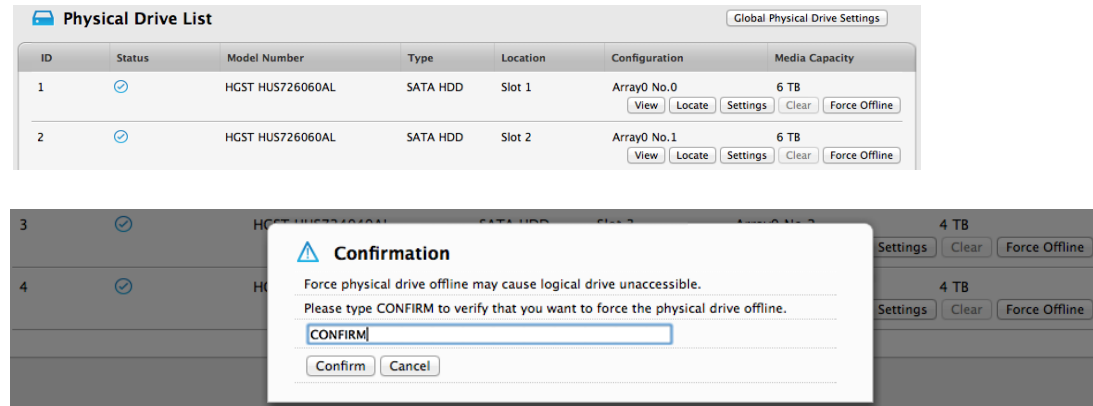 Physical Drive List
Global Physical Drive Settings
ID Status Model Number Type Location Configuration Media Capacity
1 HGST HUS726060AL SATA HDD Slot 1 Array0 No.0 6 TB
View Locate Settings Clear Force Offline
2 HGST HUS726060AL SATA HDD Slot 2 Array0 No.1 6 TB
View Locate Settings Clear Force Offline
3 4 TB
Settings Clear Force Offline
Confirmation
Force physical drive offline may cause logical drive unaccessible.
4 4 TB
Please type CONFIRM to verify that you want to force the physical drive offline.
Settings Clear Force Offline
CONFIRM
Confirm Cancel